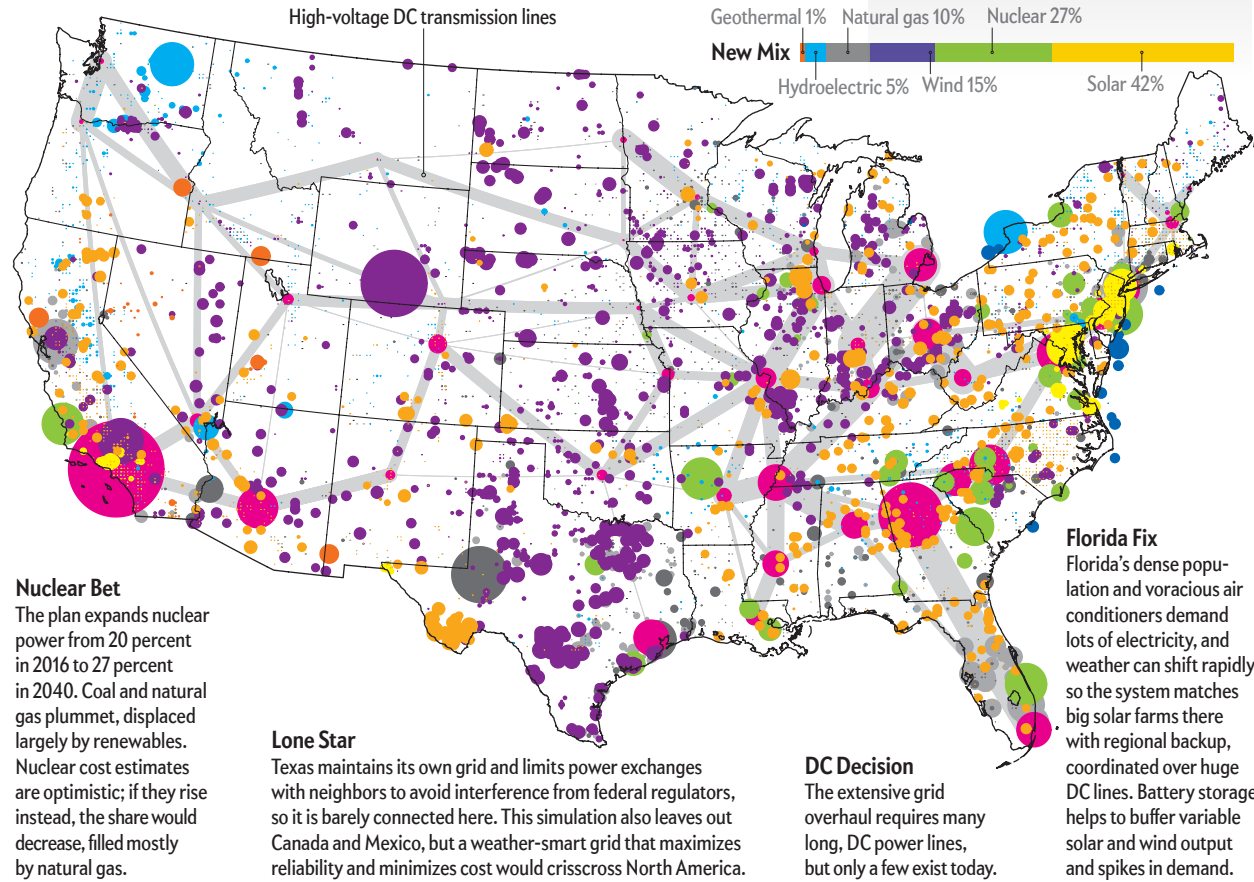 High-voltage DC transmission lines
Geothermal 1%
Natural gas 10%
Nuclear 27%
New Mix
Hydroelectric 5%
Wind 15%
Solar 42%
Nuclear Bet
The plan expands nuclear
power from 20 percent
in 2016 to 27 percent
in 2040. Coal and natural
gas plummet, displaced
largely by renewables.
Nuclear cost estimates
are optimistic; if they rise
instead, the share would
decrease, filled mostly
by natural gas.
Lone Star
Texas maintains its own grid and limits power exchanges
with neighbors to avoid interference from federal regulators,
so it is barely connected here. This simulation also leaves out
Canada and Mexico, but a weather-smart grid that maximizes
reliability and minimizes cost would crisscross North America.
DC Decision
The extensive grid
overhaul requires many
long, DC power lines,
but only a few exist today.
Florida Fix
Florida's dense popu-
lation and voracious air
conditioners demand
lots of electricity, and
weather can shift rapidly
so the system matches
big solar farms there
with regional backup,
coordinated over huge
DC lines. Battery storage
helps to buffer variable
solar and wind output
and spikes in demand.